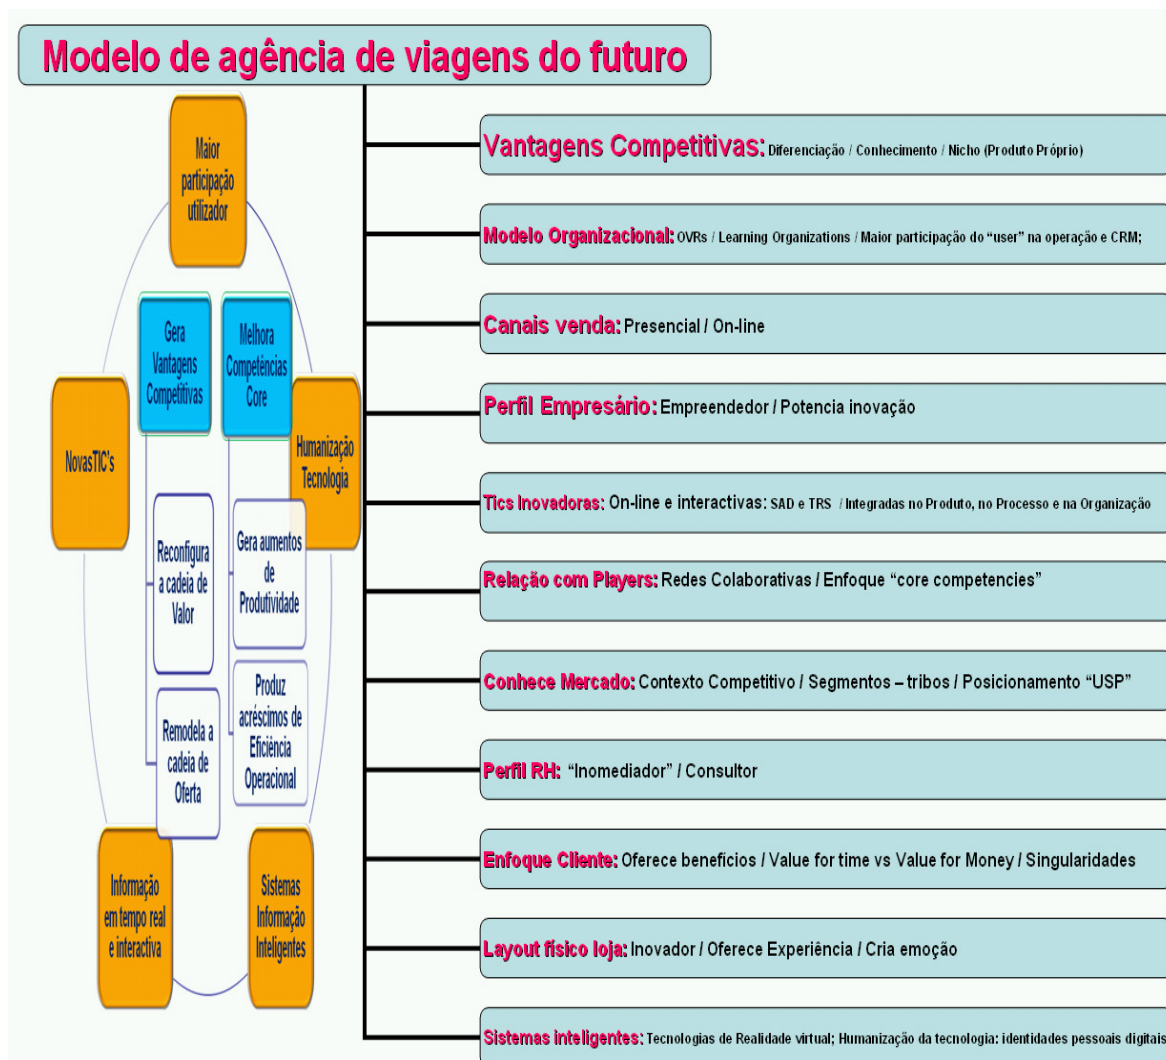 Modelo de agência de viagens do futuro
Maior
participação
utilizador
Gera
Vantagens
Competitivas
Melhora
Competências
Core
NovasTIC's
Humanização
Tecnologia
Reconfigura
a cadeia de
Valor
Gera aumentos
de
Produtividade
Remodela a
cadeia de
Oferta
Produz
acréscimos de
Eficiência
Operacional
Informação
em tempo real
e interactiva
Sistemas
Informação
Inteligentes
Vantagens Competitivas: Diferenciação / Conhecimento / Nicho (Produto Próprio)
Modelo Organizacional: OVRs / Learning Organizations / Maior participação do “user” na operação e CRM;
Canais venda: Presencial / On-line
Perfil Empresário: Empreendedor / Potencia inovação
Tics Inovadoras: On-line e interactivas: SAD e TRS / Integradas no Produto, no Processo e na Organização
Relação com Players: Redes Colaborativas / Enfoque “core competencies”
Conhece Mercado: Contexto Competitivo / Segmentos – tribos / Posicionamento “USP”
Perfil RH: “Inomediador” / Consultor
Enfoque Cliente: Oferece benefícios / Value for time vs Value for Money / Singularidades
Layout físico loja: Inovador / Oferece Experiência / Cria emoção
Sistemas inteligentes: Tecnologias de Realidade virtual; Humanização da tecnologia: identidades pessoais digitais